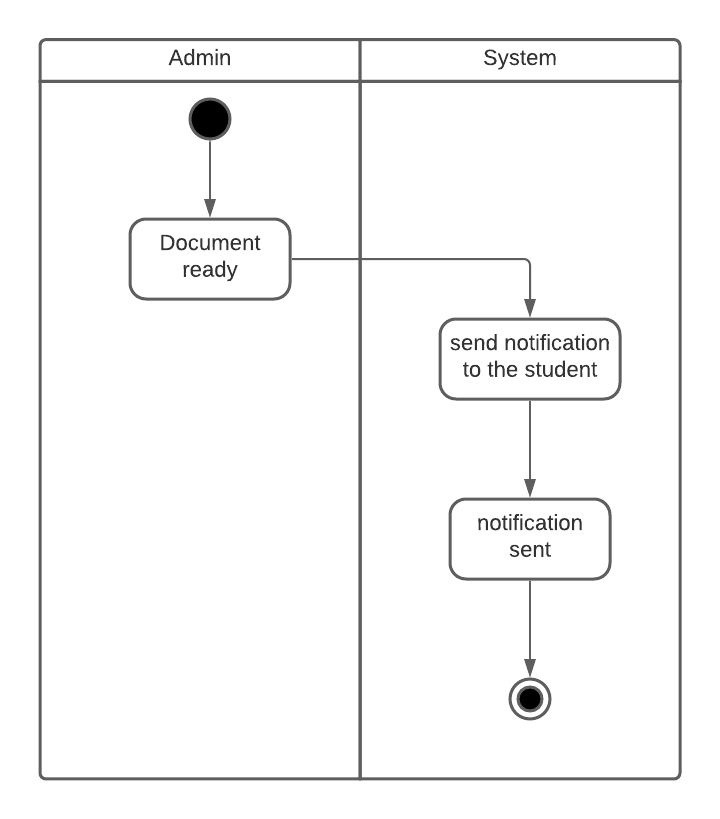 Admin
System
Document
ready
send notification
to the student
notification
sent